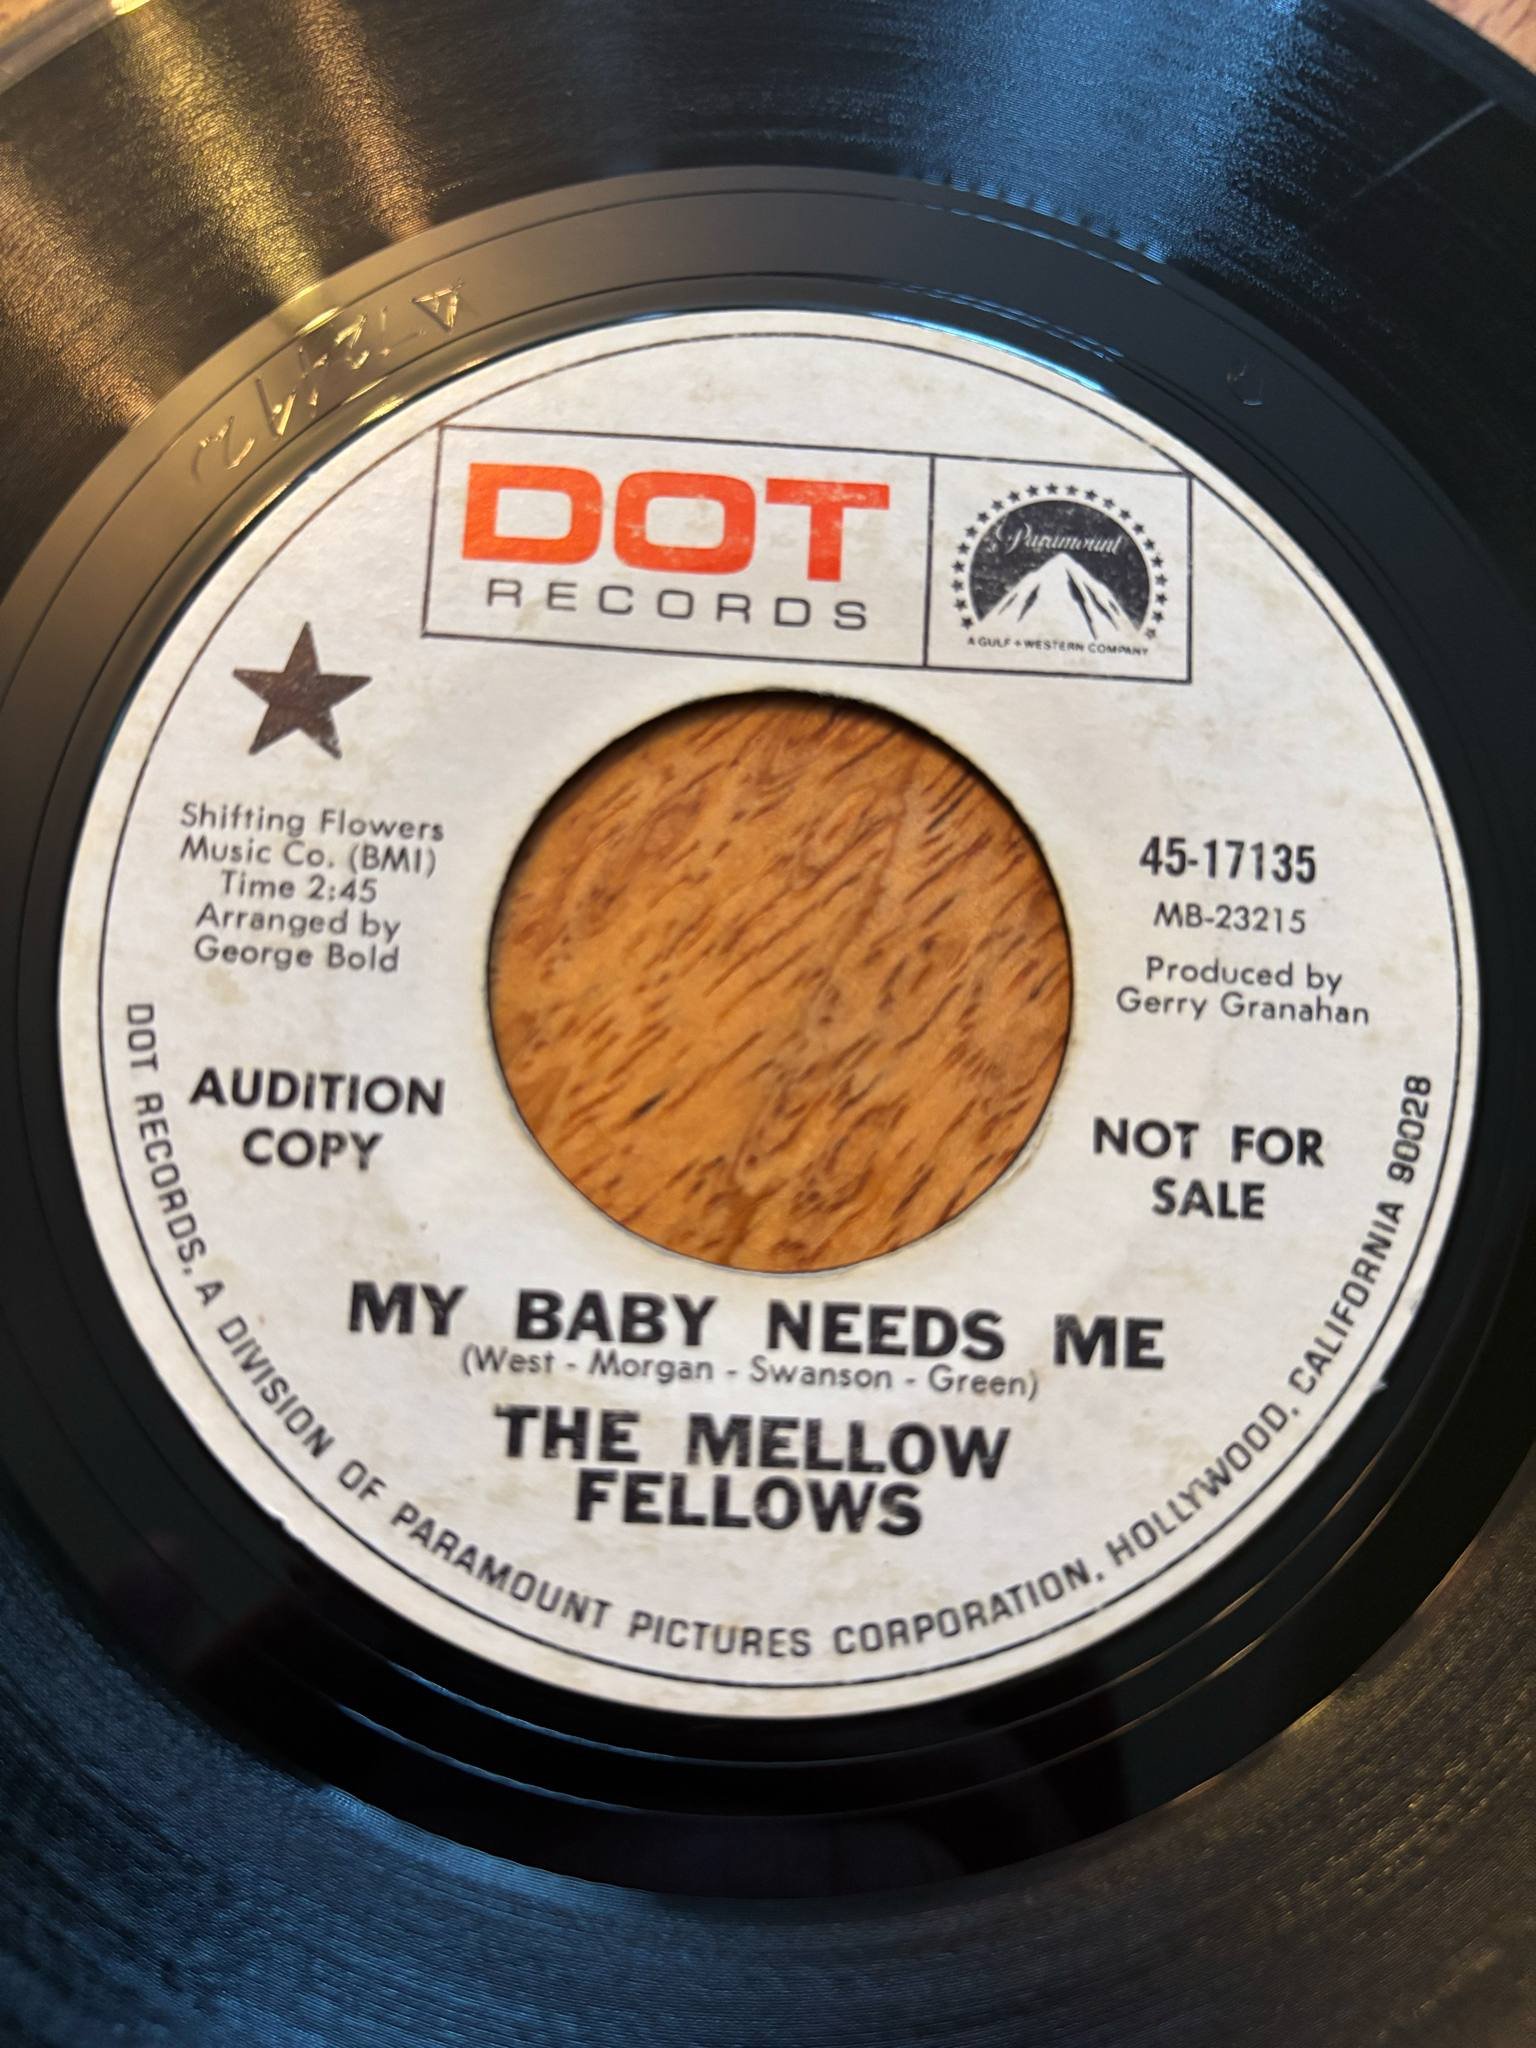 DOT
RECORDS
Paramount
A GULF + WESTERN COMPANY
Shifting Flowers
Music Co. (BMI)
Time 2:45
Arranged by
George Bold
45-17135
MB-23215
Produced by
Gerry Granahan
AUDITION
COPY
NOT FOR
SALE
MY BABY NEEDS ME
(West - Morgan - Swanson - Green)
THE MELLOW
FELLOWS
DOT RECORDS, A DIVISION OF PARAMOUNT PICTURES CORPORATION, HOLLYWOOD, CALIFORNIA 90028